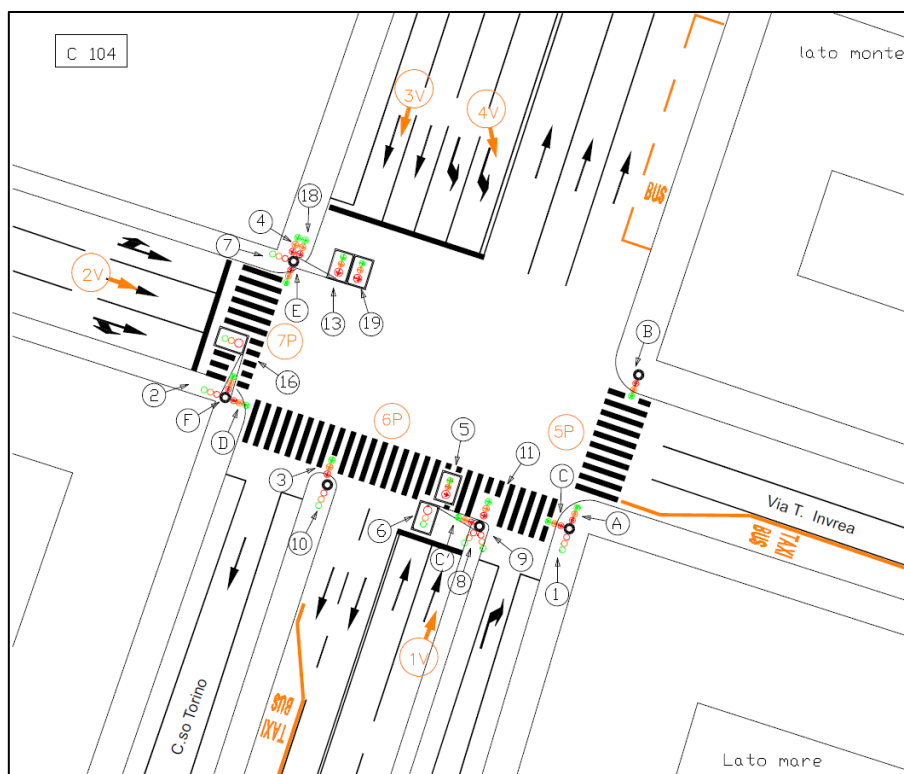 C 104
lato monte
3V
4V
18
4
7
BUS
2V
E
13
19
B
7P
2
16
F
D
6P
5
5P
11
3
C
A
Via T. Invrea
TAXI
BUS
10
6
C'
8
9
1
1V
C.so Torino
TAXI
BUS
Lato mare